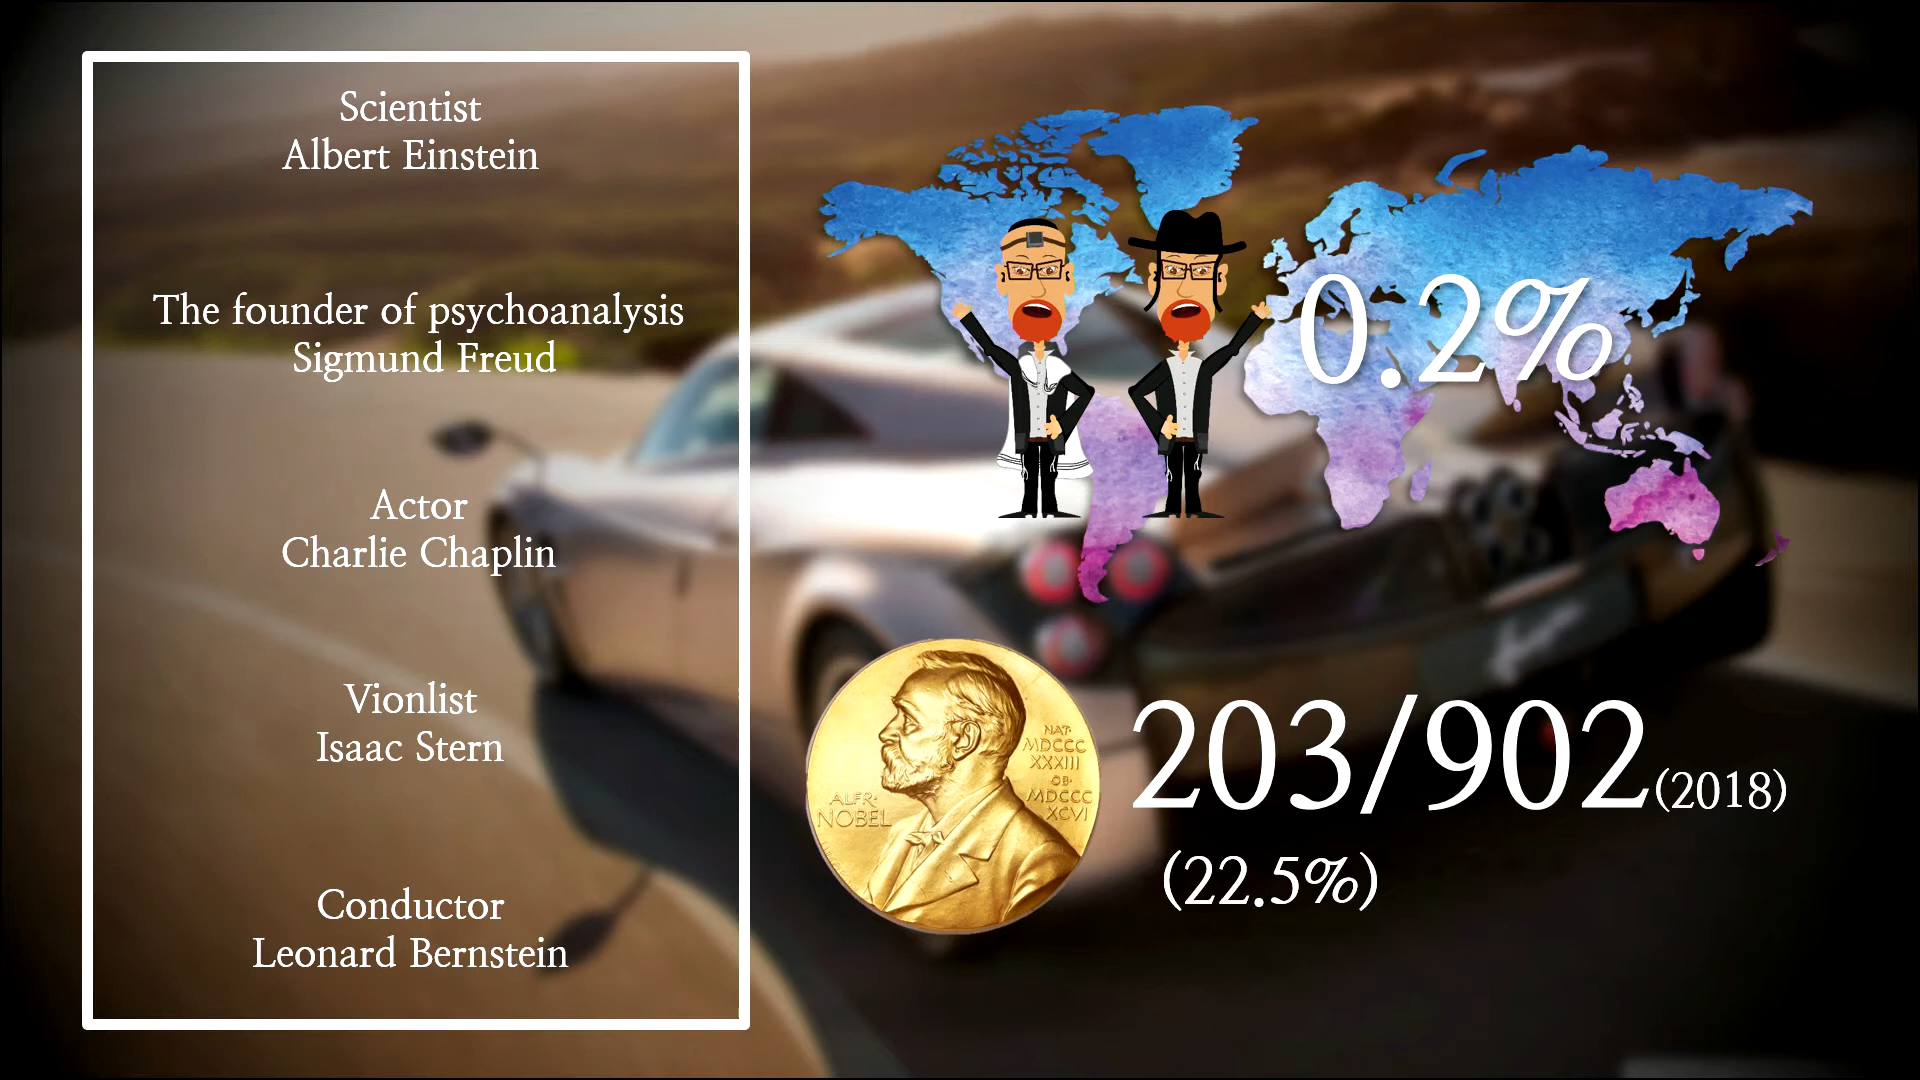 Scientist
Albert Einstein
The founder of psychoanalysis
Sigmund Freud
Actor
Charlie Chaplin
Vionlist
Isaac Stern
Conductor
Leonard Bernstein
0.2%
ALFR·
NOBEL
NAT·
MDCCC
XXXIII
OB·
MDCCC
XCVI
203/902(2018)
(22.5%)